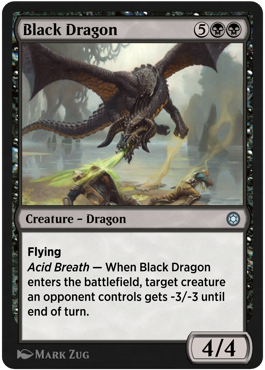 Black Dragon 5
Creature – Dragon
Flying
Acid Breath — When Black Dragon
enters the battlefield, target creature
an opponent controls gets -3/-3 until
end of turn.
4/4
Mark Zug